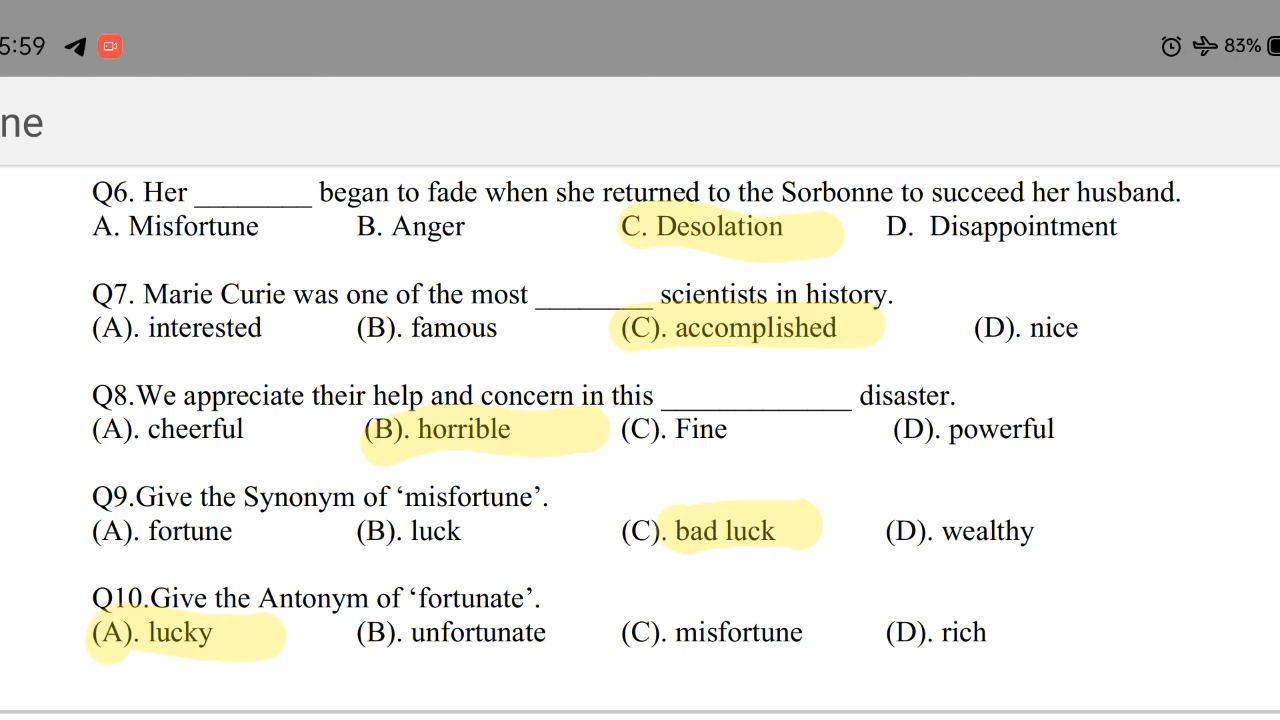 5:59 83%
ne
Q6. Her ________ began to fade when she returned to the Sorbonne to succeed her husband.
A. Misfortune B. Anger C. Desolation D. Disappointment
Q7. Marie Curie was one of the most ________ scientists in history.
(A). interested (B). famous (C). accomplished (D). nice
Q8.We appreciate their help and concern in this _____________ disaster.
(A). cheerful (B). horrible (C). Fine (D). powerful
Q9.Give the Synonym of ‘misfortune’.
(A). fortune (B). luck (C). bad luck (D). wealthy
Q10.Give the Antonym of ‘fortunate’.
(A). lucky (B). unfortunate (C). misfortune (D). rich